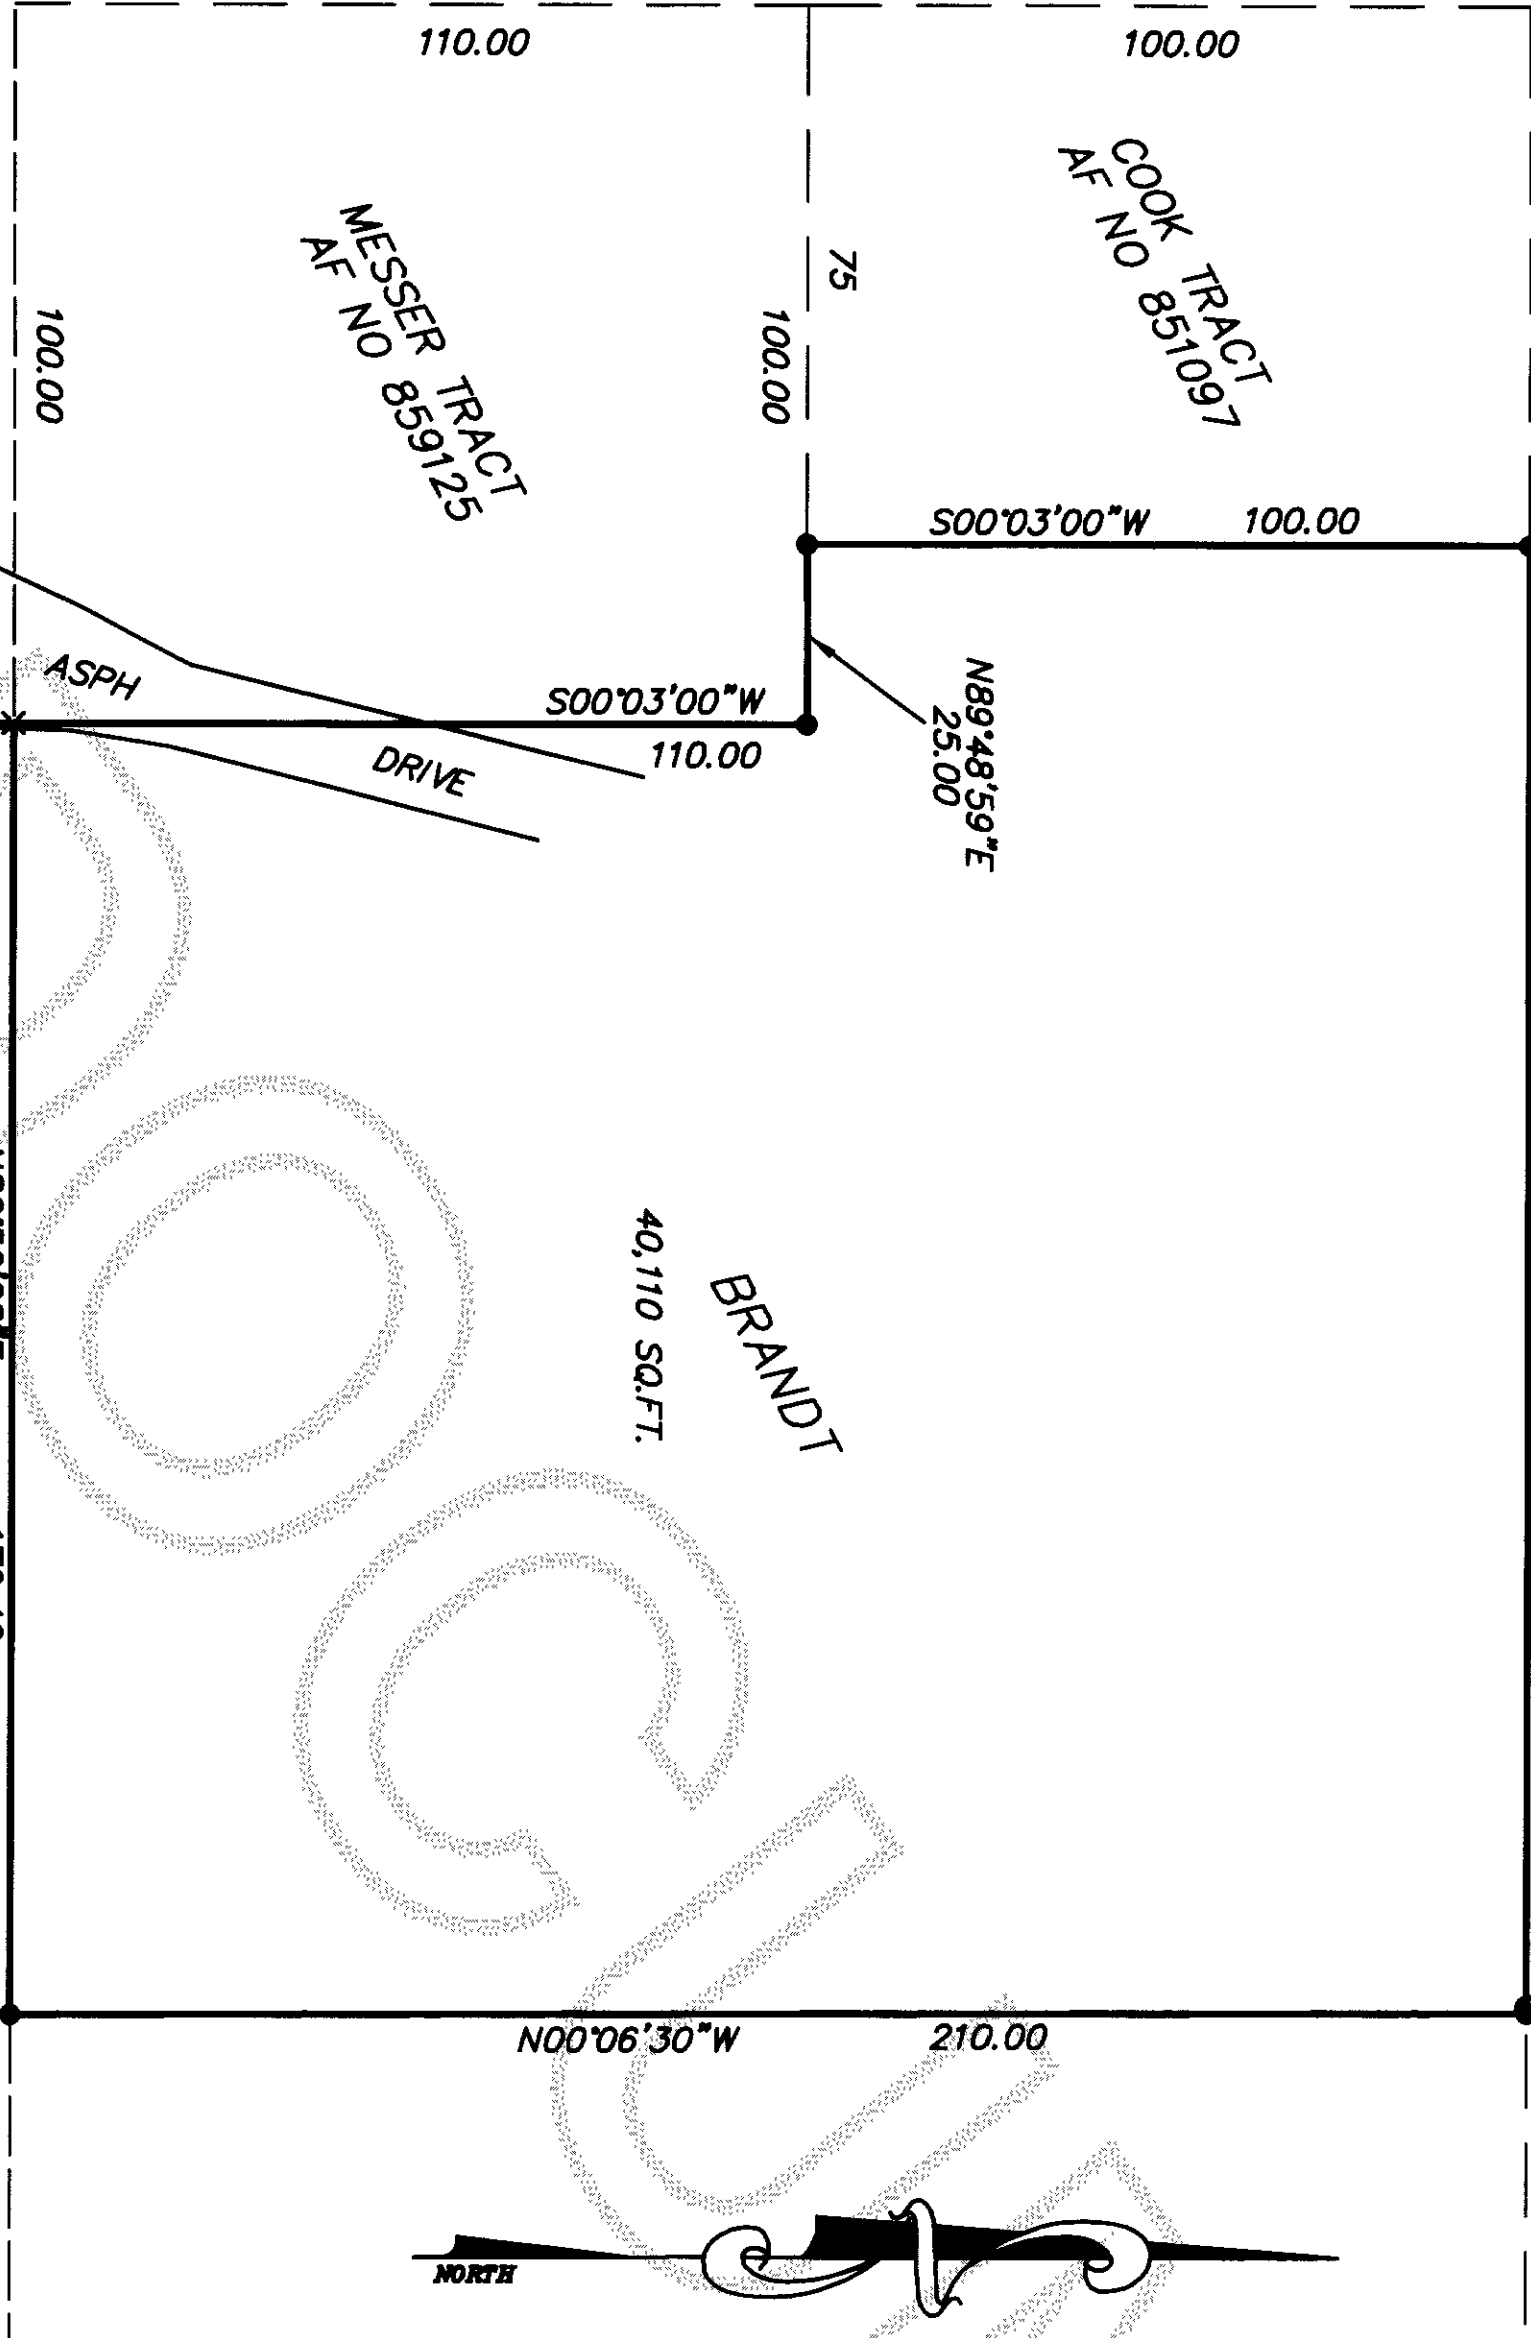 110.00
100.00
COOK TRACT
AF NO 851097
MESSER TRACT
AF NO 859125
75
100.00
100.00
S00°03'00"W 100.00
N89°48'59"E
25.00
S00°03'00"W
110.00
ASPH
DRIVE
BRANDT
40,110 SQ.FT.
N00°06'30"W 210.00
NORTH